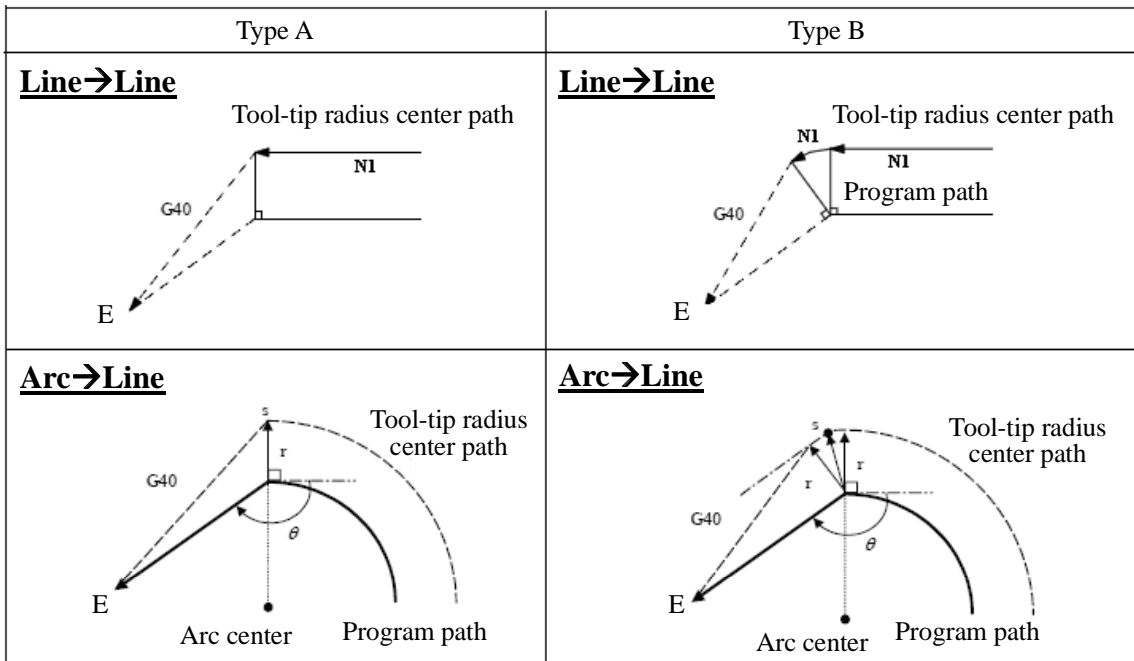 Type A
Type B
Line→Line
Tool-tip radius center path
N1
G40
E
Line→Line
Tool-tip radius center path
N1
N1
Program path
G40
E
Arc→Line
s
Tool-tip radius
center path
r
G40
θ
E
Arc center
Program path
Arc→Line
s
Tool-tip radius
center path
r
r
G40
θ
E
Arc center
Program path